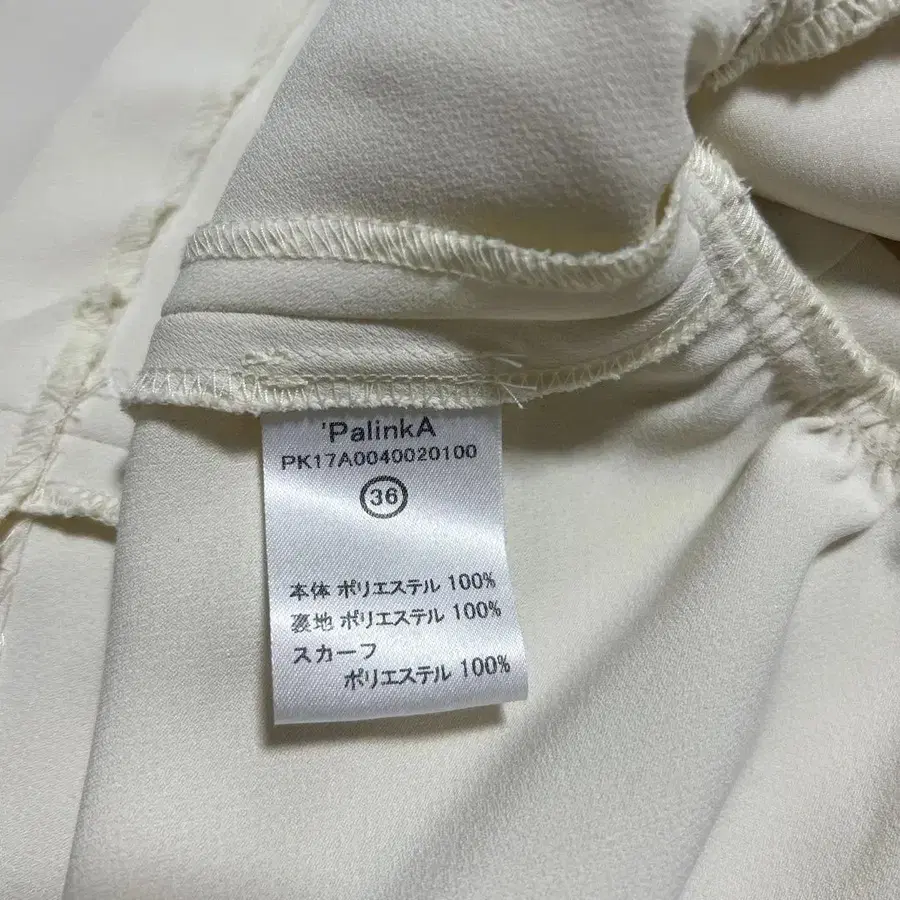 'PalinkA
PK17A0040020100
36
本体 ポリエステル 100%
裏地 ポリエステル 100%
スカーフ
ポリエステル 100%